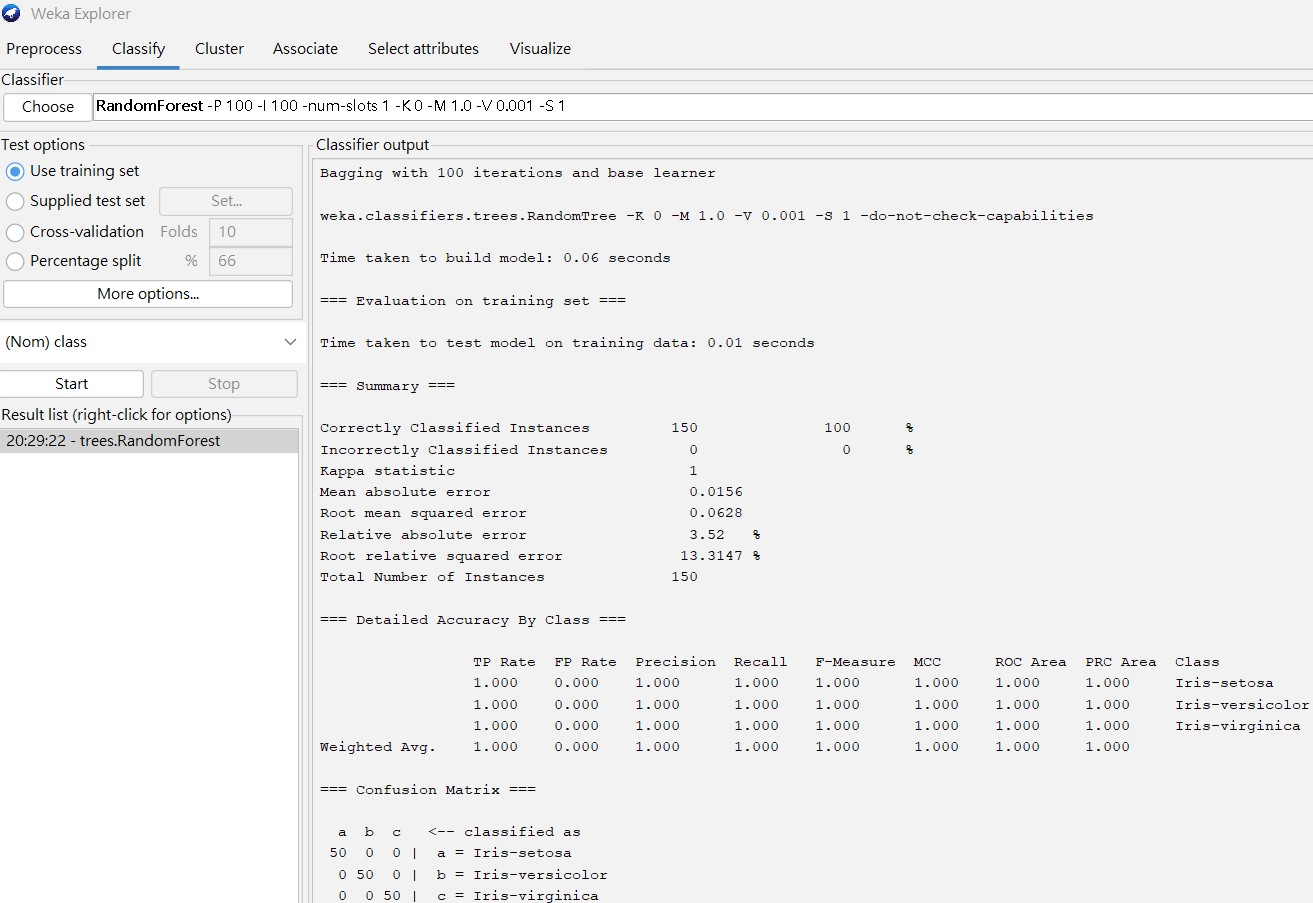 Weka Explorer
Preprocess Classify Cluster Associate Select attributes Visualize
Classifier
Choose RandomForest -P 100 -I 100 -num-slots 1 -K 0 -M 1.0 -V 0.001 -S 1
Test options
Use training set
Supplied test set Set...
Cross-validation Folds 10
Percentage split % 66
More options...
(Nom) class
Start Stop
Result list (right-click for options)
20:29:22 - trees.RandomForest
Classifier output
Bagging with 100 iterations and base learner
weka.classifiers.trees.RandomTree -K 0 -M 1.0 -V 0.001 -S 1 -do-not-check-capabilities
Time taken to build model: 0.06 seconds
=== Evaluation on training set ===
Time taken to test model on training data: 0.01 seconds
=== Summary ===
Correctly Classified Instances 150 100 %
Incorrectly Classified Instances 0 0 %
Kappa statistic 1
Mean absolute error 0.0156
Root mean squared error 0.0628
Relative absolute error 3.52 %
Root relative squared error 13.3147 %
Total Number of Instances 150
=== Detailed Accuracy By Class ===
TP Rate FP Rate Precision Recall F-Measure MCC ROC Area PRC Area Class
1.000 0.000 1.000 1.000 1.000 1.000 1.000 1.000 Iris-setosa
1.000 0.000 1.000 1.000 1.000 1.000 1.000 1.000 Iris-versicolor
1.000 0.000 1.000 1.000 1.000 1.000 1.000 1.000 Iris-virginica
Weighted Avg. 1.000 0.000 1.000 1.000 1.000 1.000 1.000 1.000
=== Confusion Matrix ===
a b c <-- classified as
50 0 0 | a = Iris-setosa
0 50 0 | b = Iris-versicolor
0 0 50 | c = Iris-virginica